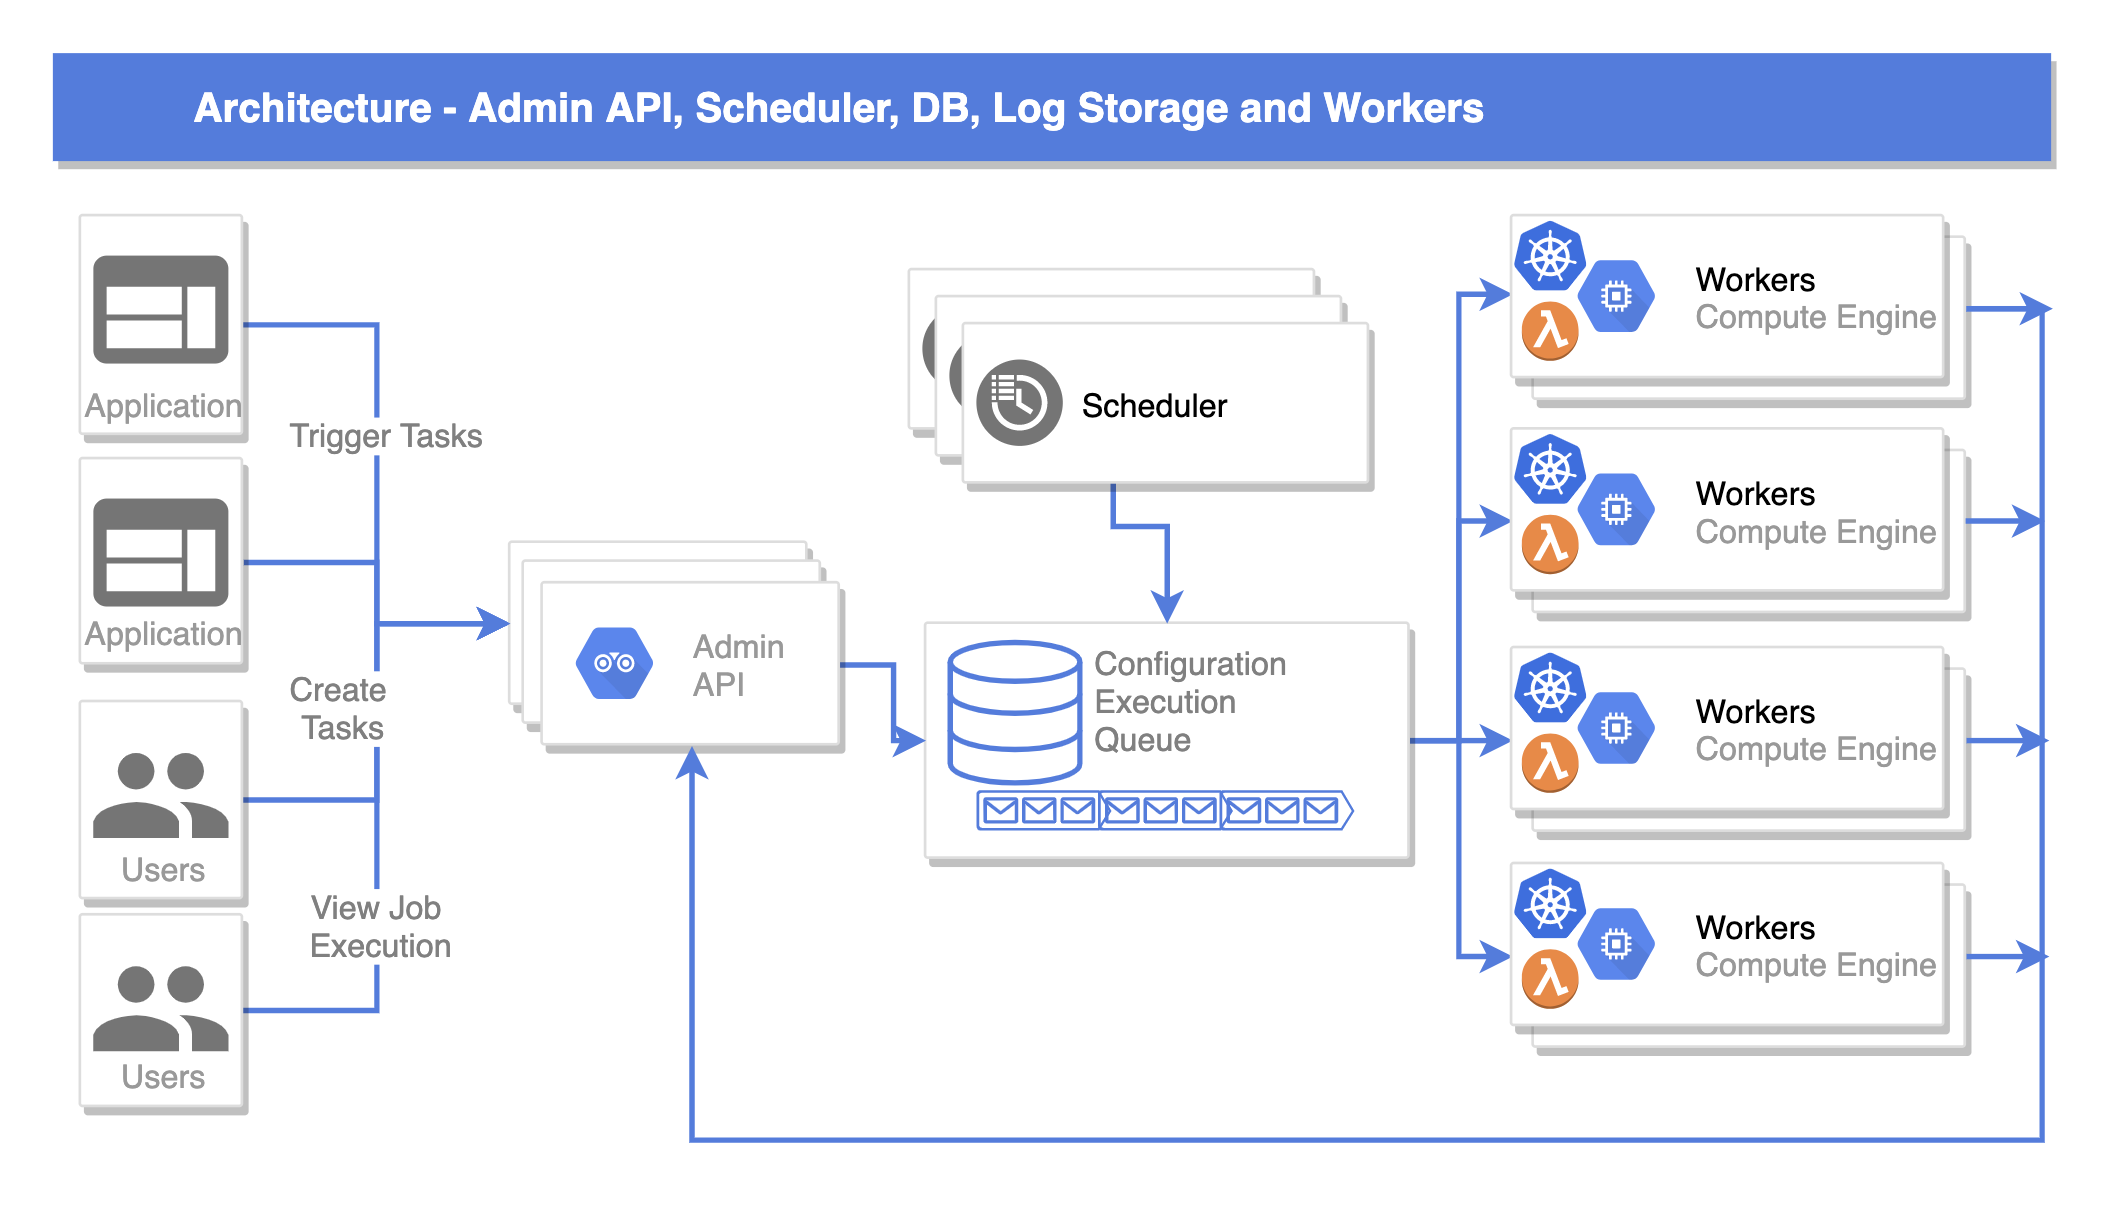 Architecture - Admin API, Scheduler, DB, Log Storage and Workers
Application
Trigger Tasks
Application
Create
Tasks
Users
View Job
Execution
Users
Admin
API
Scheduler
Configuration
Execution
Queue
Workers
Compute Engine
Workers
Compute Engine
Workers
Compute Engine
Workers
Compute Engine